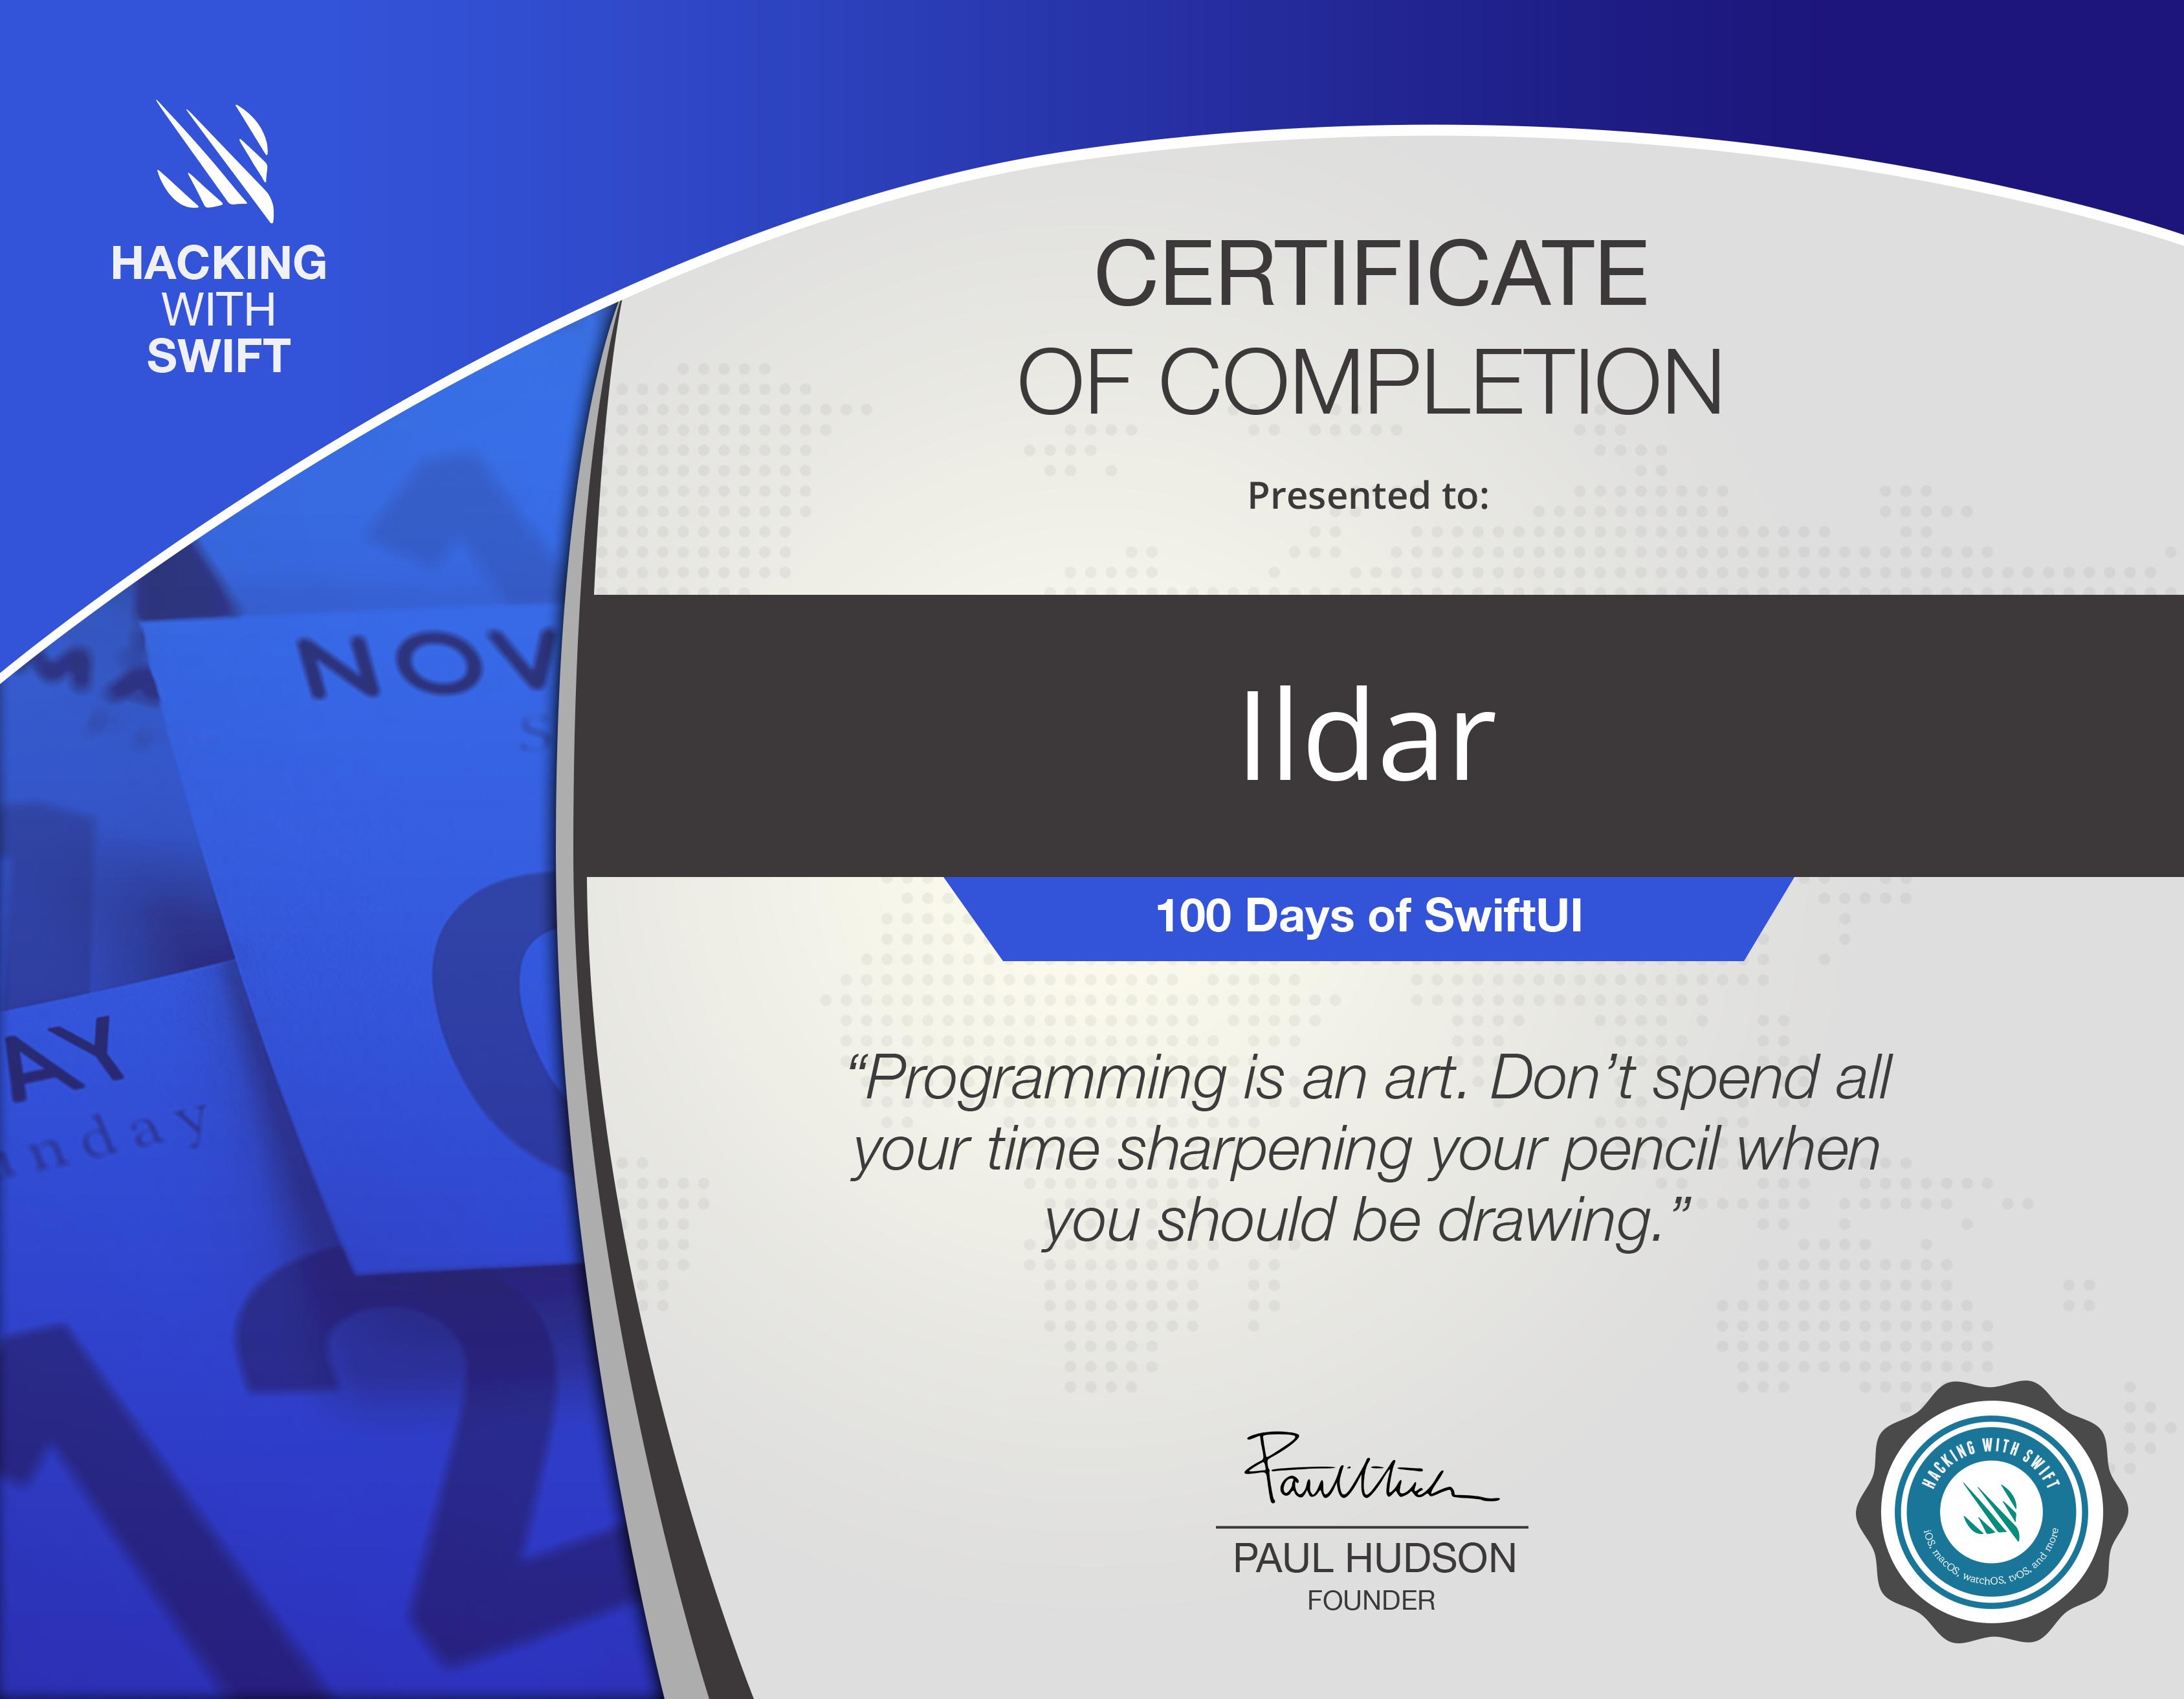 HACKING
WITH
SWIFT
CERTIFICATE
OF COMPLETION
Presented to:
NOV
Ildar
100 Days of SwiftUI
AY
nday
2
“Programming is an art. Don’t spend all
your time sharpening your pencil when
you should be drawing.”
PAUL HUDSON
FOUNDER
HACKING WITH SWIFT
iOS, macOS, watchOS, tvOS, and more